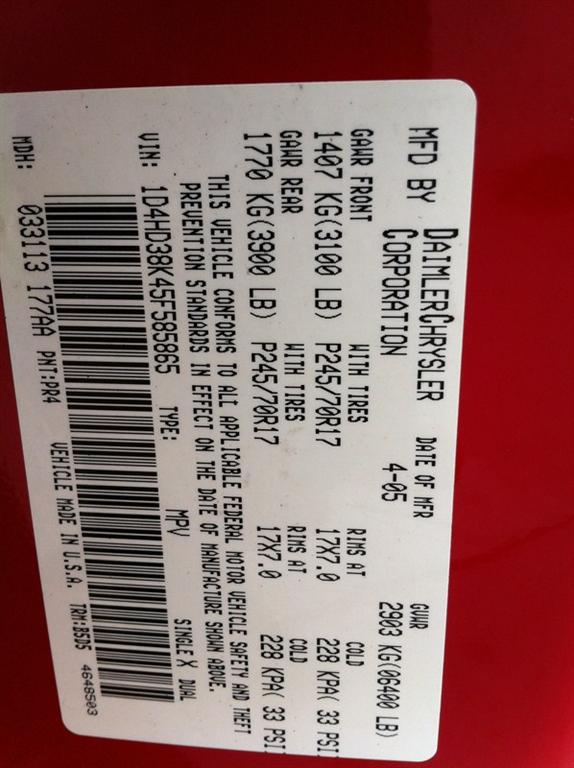 MFD BY DAIMLERCHRYSLER CORPORATION
DATE OF MFR 4-05
GVWR 2903 KG(06400 LB)
GAWR FRONT WITH TIRES RIMS AT COLD
1407 KG(3100 LB) P245/70R17 17X7.0 228 KPA( 33 PSI
GAWR REAR WITH TIRES RIMS AT COLD
1770 KG(3900 LB) P245/70R17 17X7.0 228 KPA( 33 PSI
THIS VEHICLE CONFORMS TO ALL APPLICABLE FEDERAL MOTOR VEHICLE SAFETY AND THEFT
PREVENTION STANDARDS IN EFFECT ON THE DATE OF MANUFACTURE SHOWN ABOVE.
VIN: 1D4HD38K45F585865 TYPE: MPV SINGLE X DUAL
MDH: 033113 177AA PNT:PR4 VEHICLE MADE IN U.S.A. TRM:BSD5 4648503